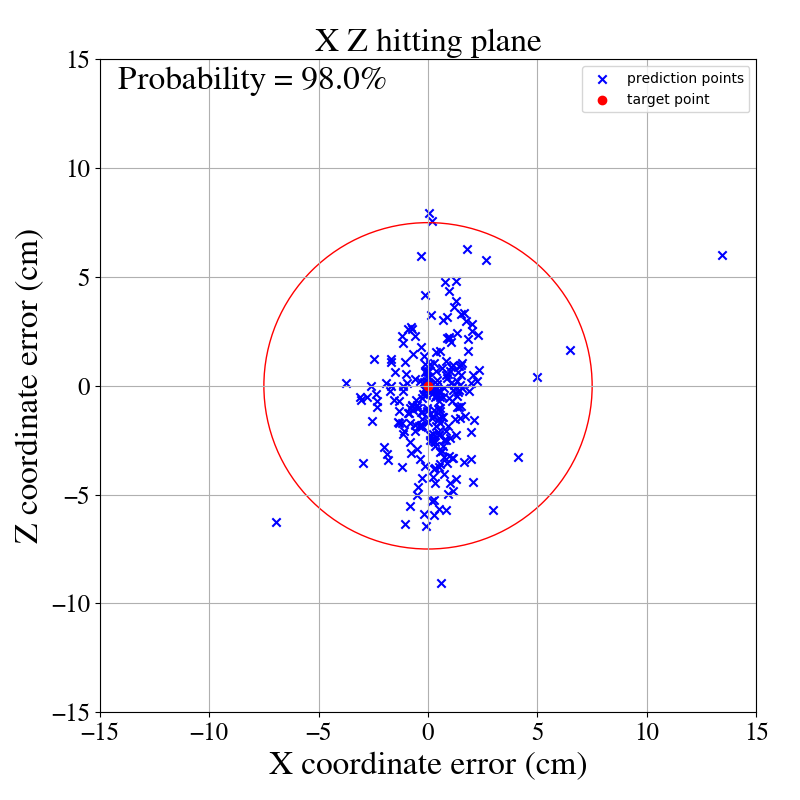 X Z hitting plane
Probability = 98.0%
prediction points
target point
15
10
5
0
−5
−10
−15
−15
−10
−5
0
5
10
15
Z coordinate error (cm)
X coordinate error (cm)